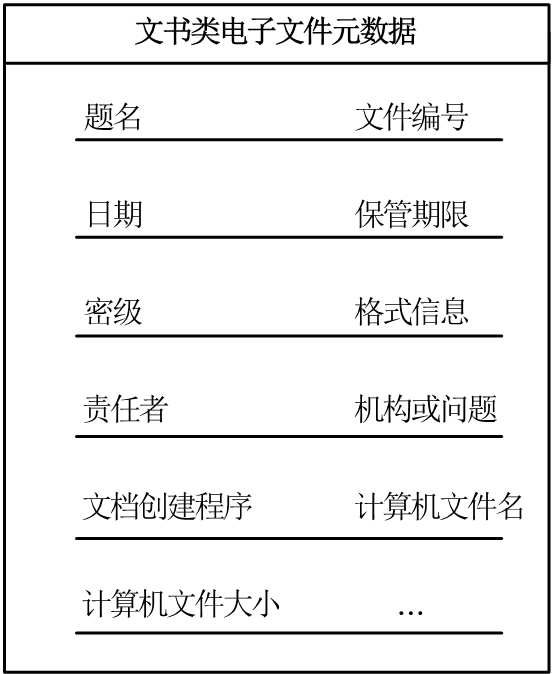 文书类电子文件元数据
题名 文件编号
日期 保管期限
密级 格式信息
责任者 机构或问题
文档创建程序 计算机文件名
计算机文件大小 …